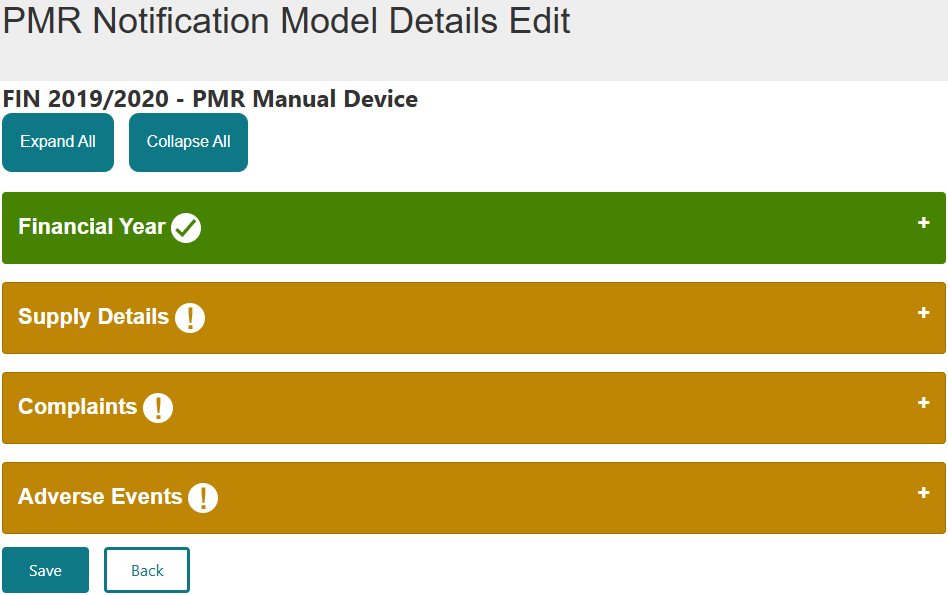 PMR Notification Model Details Edit
FIN 2019/2020 - PMR Manual Device
Expand All Collapse All
Financial Year
Supply Details
Complaints
Adverse Events
Save Back